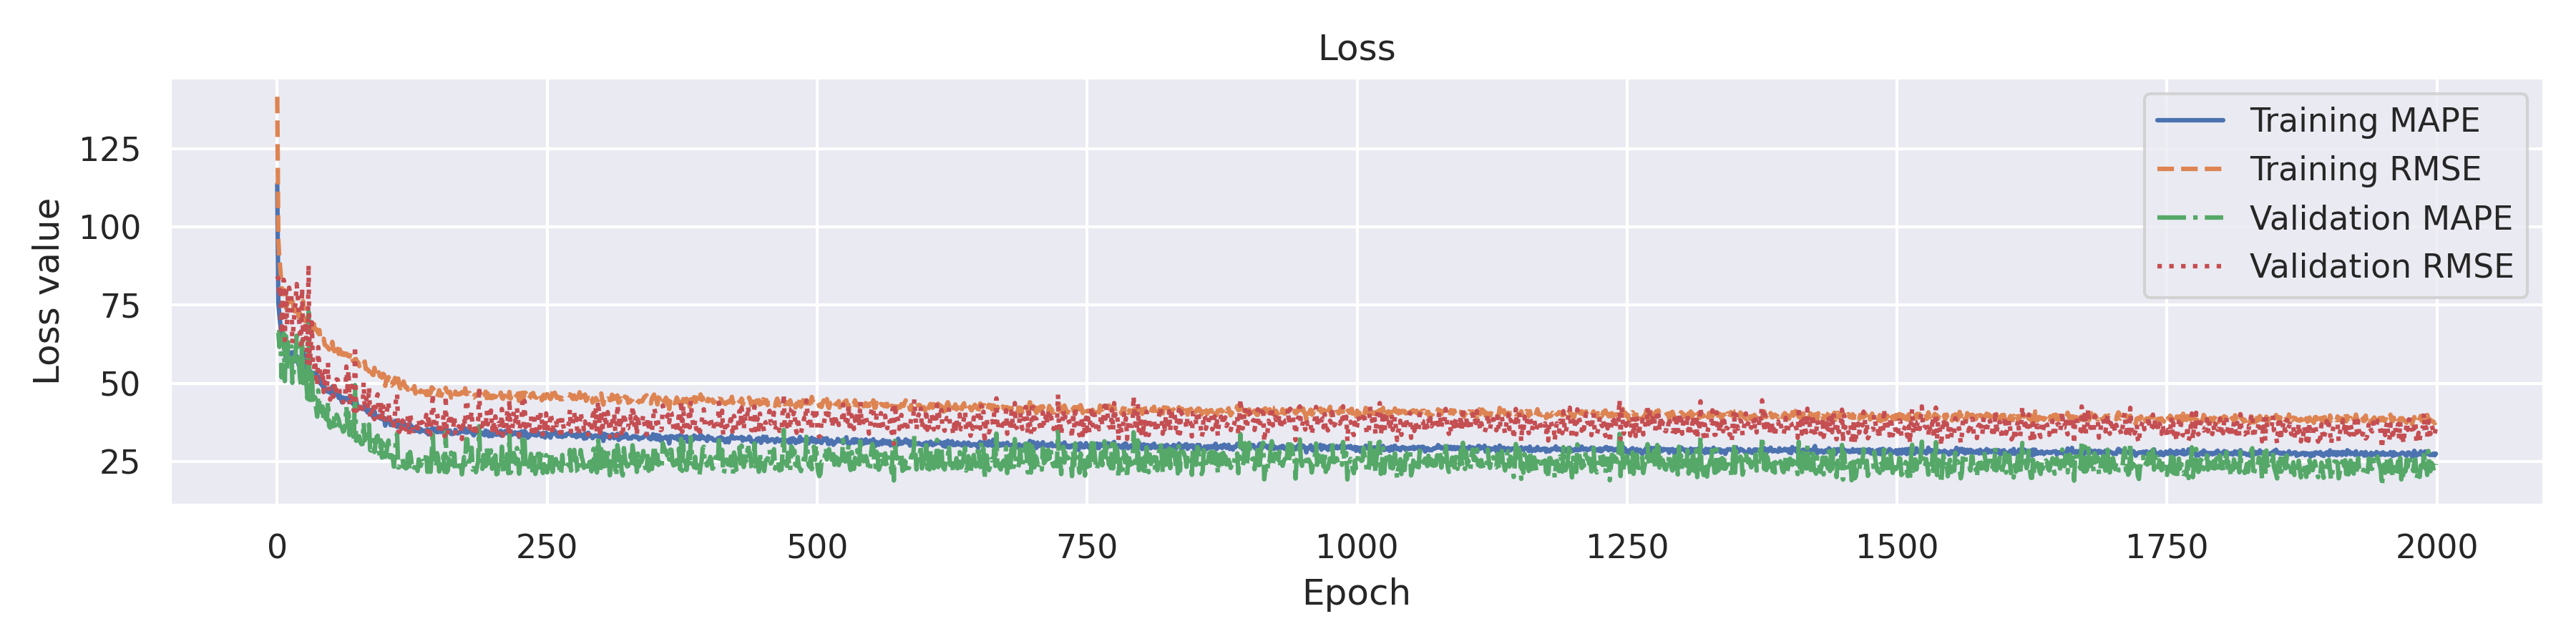 Loss
Loss value
125
100
75
50
25
Training MAPE
Training RMSE
Validation MAPE
Validation RMSE
0 250 500 750 1000 1250 1500 1750 2000
Epoch